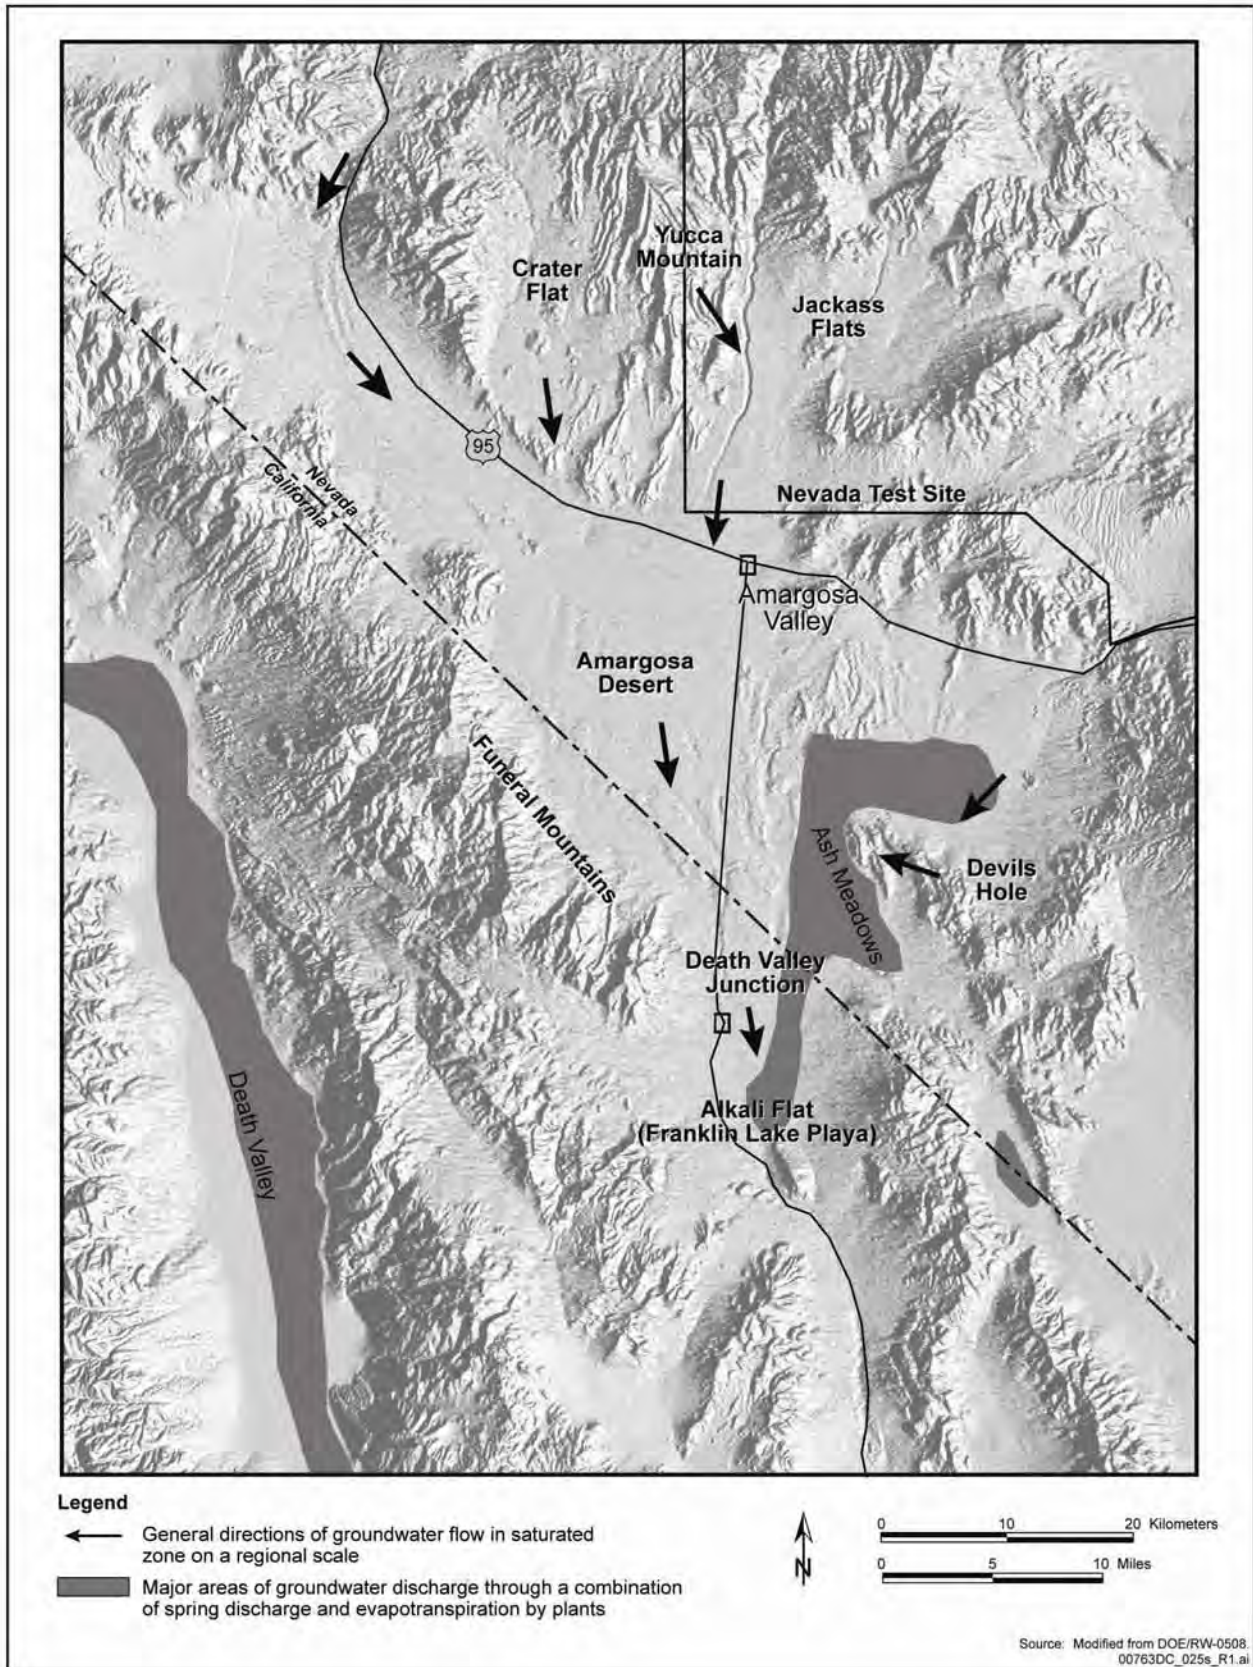 Yucca
Mountain
Crater
Flat
Jackass
Flats
95
Nevada
California
Nevada Test Site
Amargosa
Valley
Amargosa
Desert
Funeral Mountains
Ash Meadows
Devils
Hole
Death Valley
Junction
Death Valley
Alkali Flat
(Franklin Lake Playa)
Legend
General directions of groundwater flow in saturated
zone on a regional scale
Major areas of groundwater discharge through a combination
of spring discharge and evapotranspiration by plants
N
0 10 20 Kilometers
0 5 10 Miles
Source: Modified from DOE/RW-0508.
00763DC_025s_R1.ai